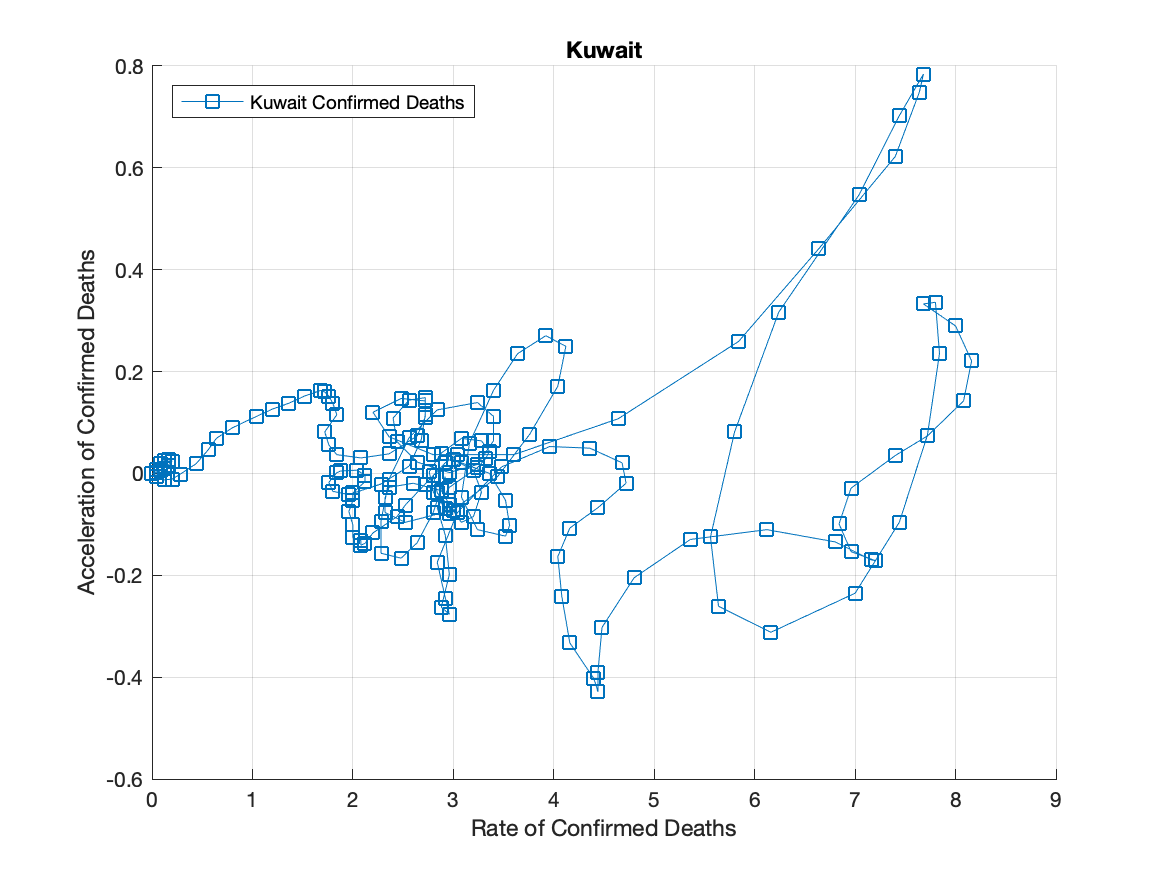 Kuwait
Kuwait Confirmed Deaths
Acceleration of Confirmed Deaths
0.8
0.6
0.4
0.2
0
-0.2
-0.4
-0.6
0 1 2 3 4 5 6 7 8 9
Rate of Confirmed Deaths